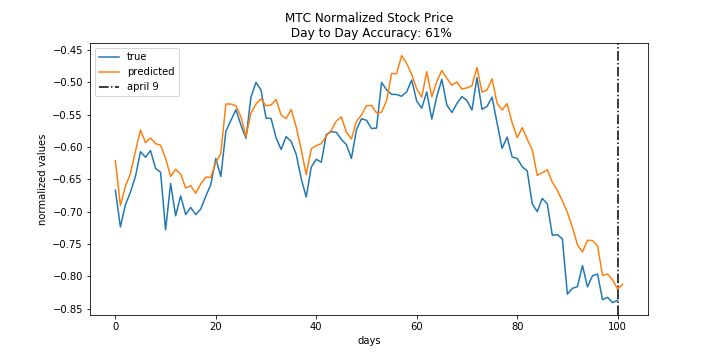 MTC Normalized Stock Price
Day to Day Accuracy: 61%
true
predicted
april 9
normalized values
−0.45
−0.50
−0.55
−0.60
−0.65
−0.70
−0.75
−0.80
−0.85
0
20
40
60
80
100
days